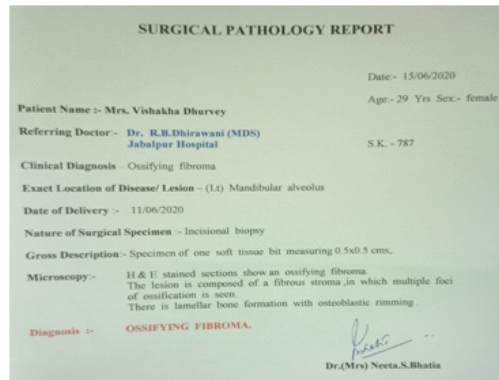 SURGICAL PATHOLOGY REPORT
Date:- 15/06/2020
Patient Name :- Mrs. Vishakha Dhurvey Age:- 29 Yrs Sex:- female
Referring Doctor:- Dr. R.B.Dhirawani (MDS)
Jabalpur Hospital S.K. - 787
Clinical Diagnosis - Ossifying fibroma
Exact Location of Disease/ Lesion – (Lt) Mandibular alveolus
Date of Delivery :- 11/06/2020
Nature of Surgical Specimen :- Incisional biopsy
Gross Description:- Specimen of one soft tissue bit measuring 0.5x0.5 cms,.
Microscopy:- H & E stained sections show an ossifying fibroma.
The lesion is composed of a fibrous stroma ,in which multiple foci
of ossification is seen.
There is lamellar bone formation with osteoblastic rimming .
Diagnosis :- OSSIFYING FIBROMA.
Dr.(Mrs) Neeta.S.Bhatia